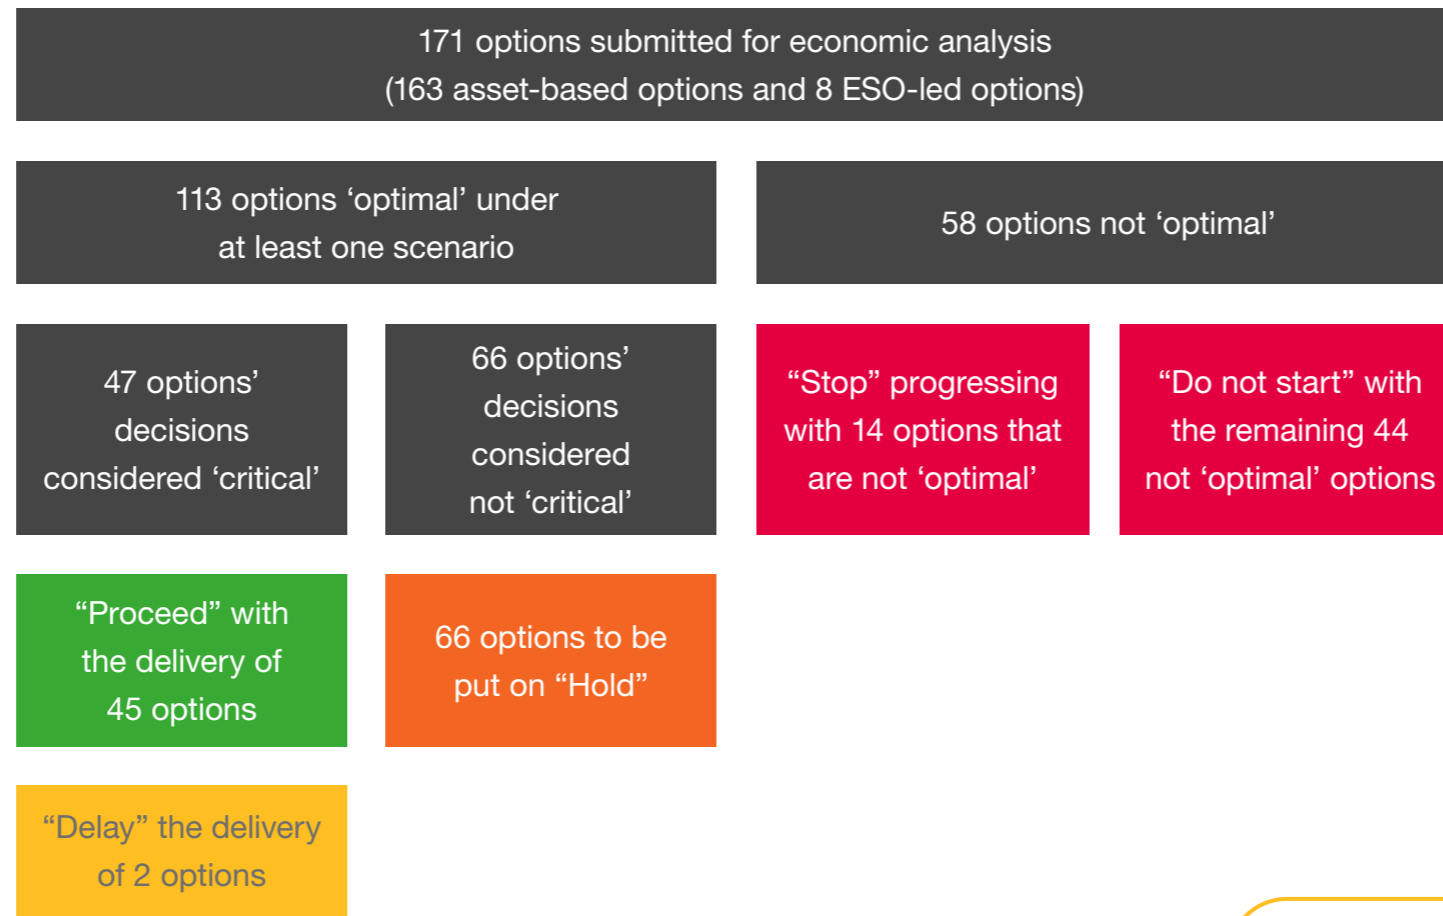 171 options submitted for economic analysis
(163 asset-based options and 8 ESO-led options)
113 options ‘optimal’ under
at least one scenario
58 options not ‘optimal’
47 options’
decisions
considered ‘critical’
66 options’
decisions
considered
not ‘critical’
“Stop” progressing
with 14 options that
are not ‘optimal’
“Do not start” with
the remaining 44
not ‘optimal’ options
“Proceed” with
the delivery of
45 options
66 options to be
put on “Hold”
“Delay” the delivery
of 2 options